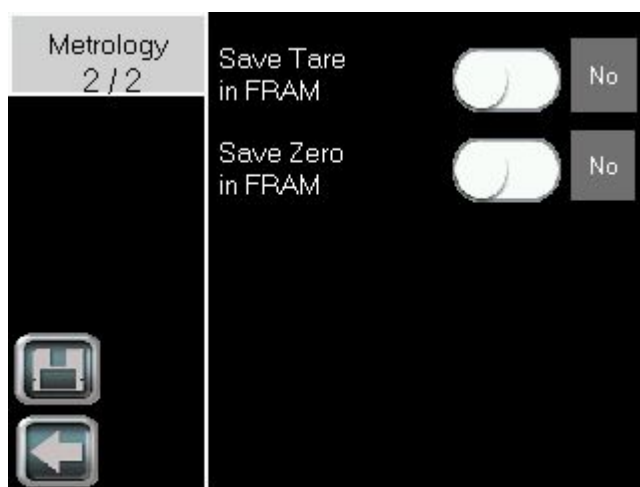 Metrology
2 / 2
Save Tare
in FRAM
No
Save Zero
in FRAM
No